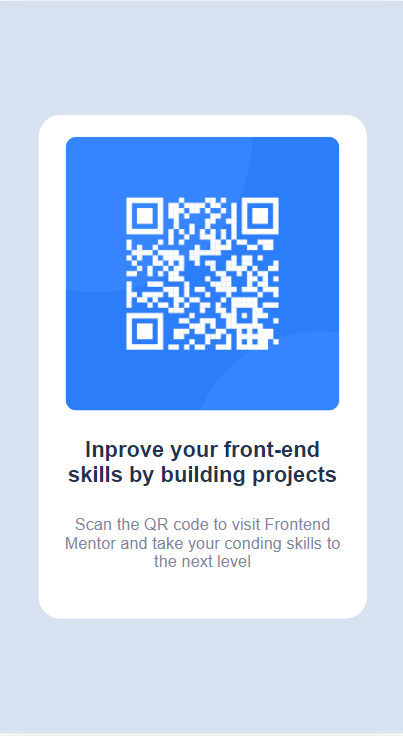 Inprove your front-end
skills by building projects
Scan the QR code to visit Frontend
Mentor and take your conding skills to
the next level